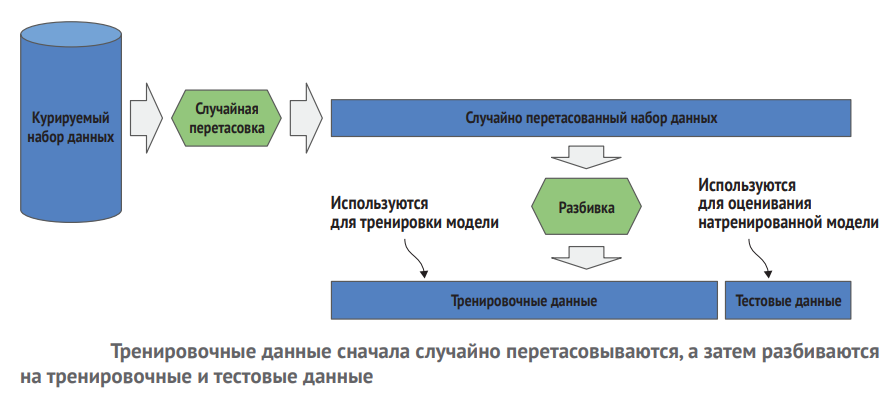 Курируемый
набор данных
Случайная
перетасовка
Случайно перетасованный набор данных
Используются
для тренировки модели
Разбивка
Используются
для оценивания
натренированной модели
Тренировочные данные
Тестовые данные
Тренировочные данные сначала случайно перетасовываются, а затем разбиваются
на тренировочные и тестовые данные